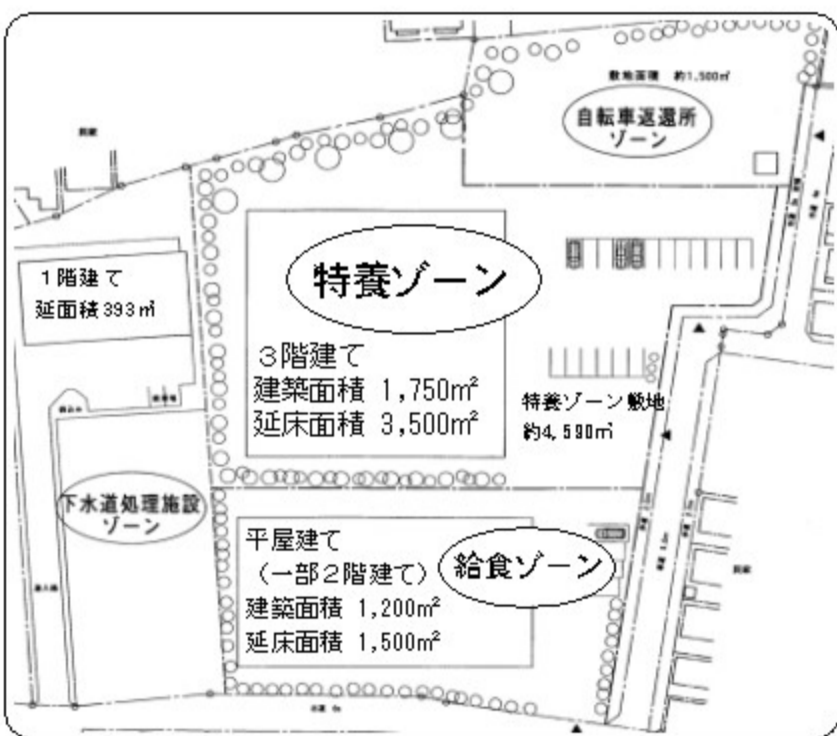 敷地面積 約1,500㎡
自転車返還所
ゾーン
1階建て
延面積393㎡
特養ゾーン
3階建て
建築面積 1,750m²
延床面積 3,500m²
特養ゾーン敷地
約4,590㎡
下水道処理施設
ゾーン
平屋建て
(一部2階建て)
建築面積 1,200m²
延床面積 1,500m²
給食ゾーン